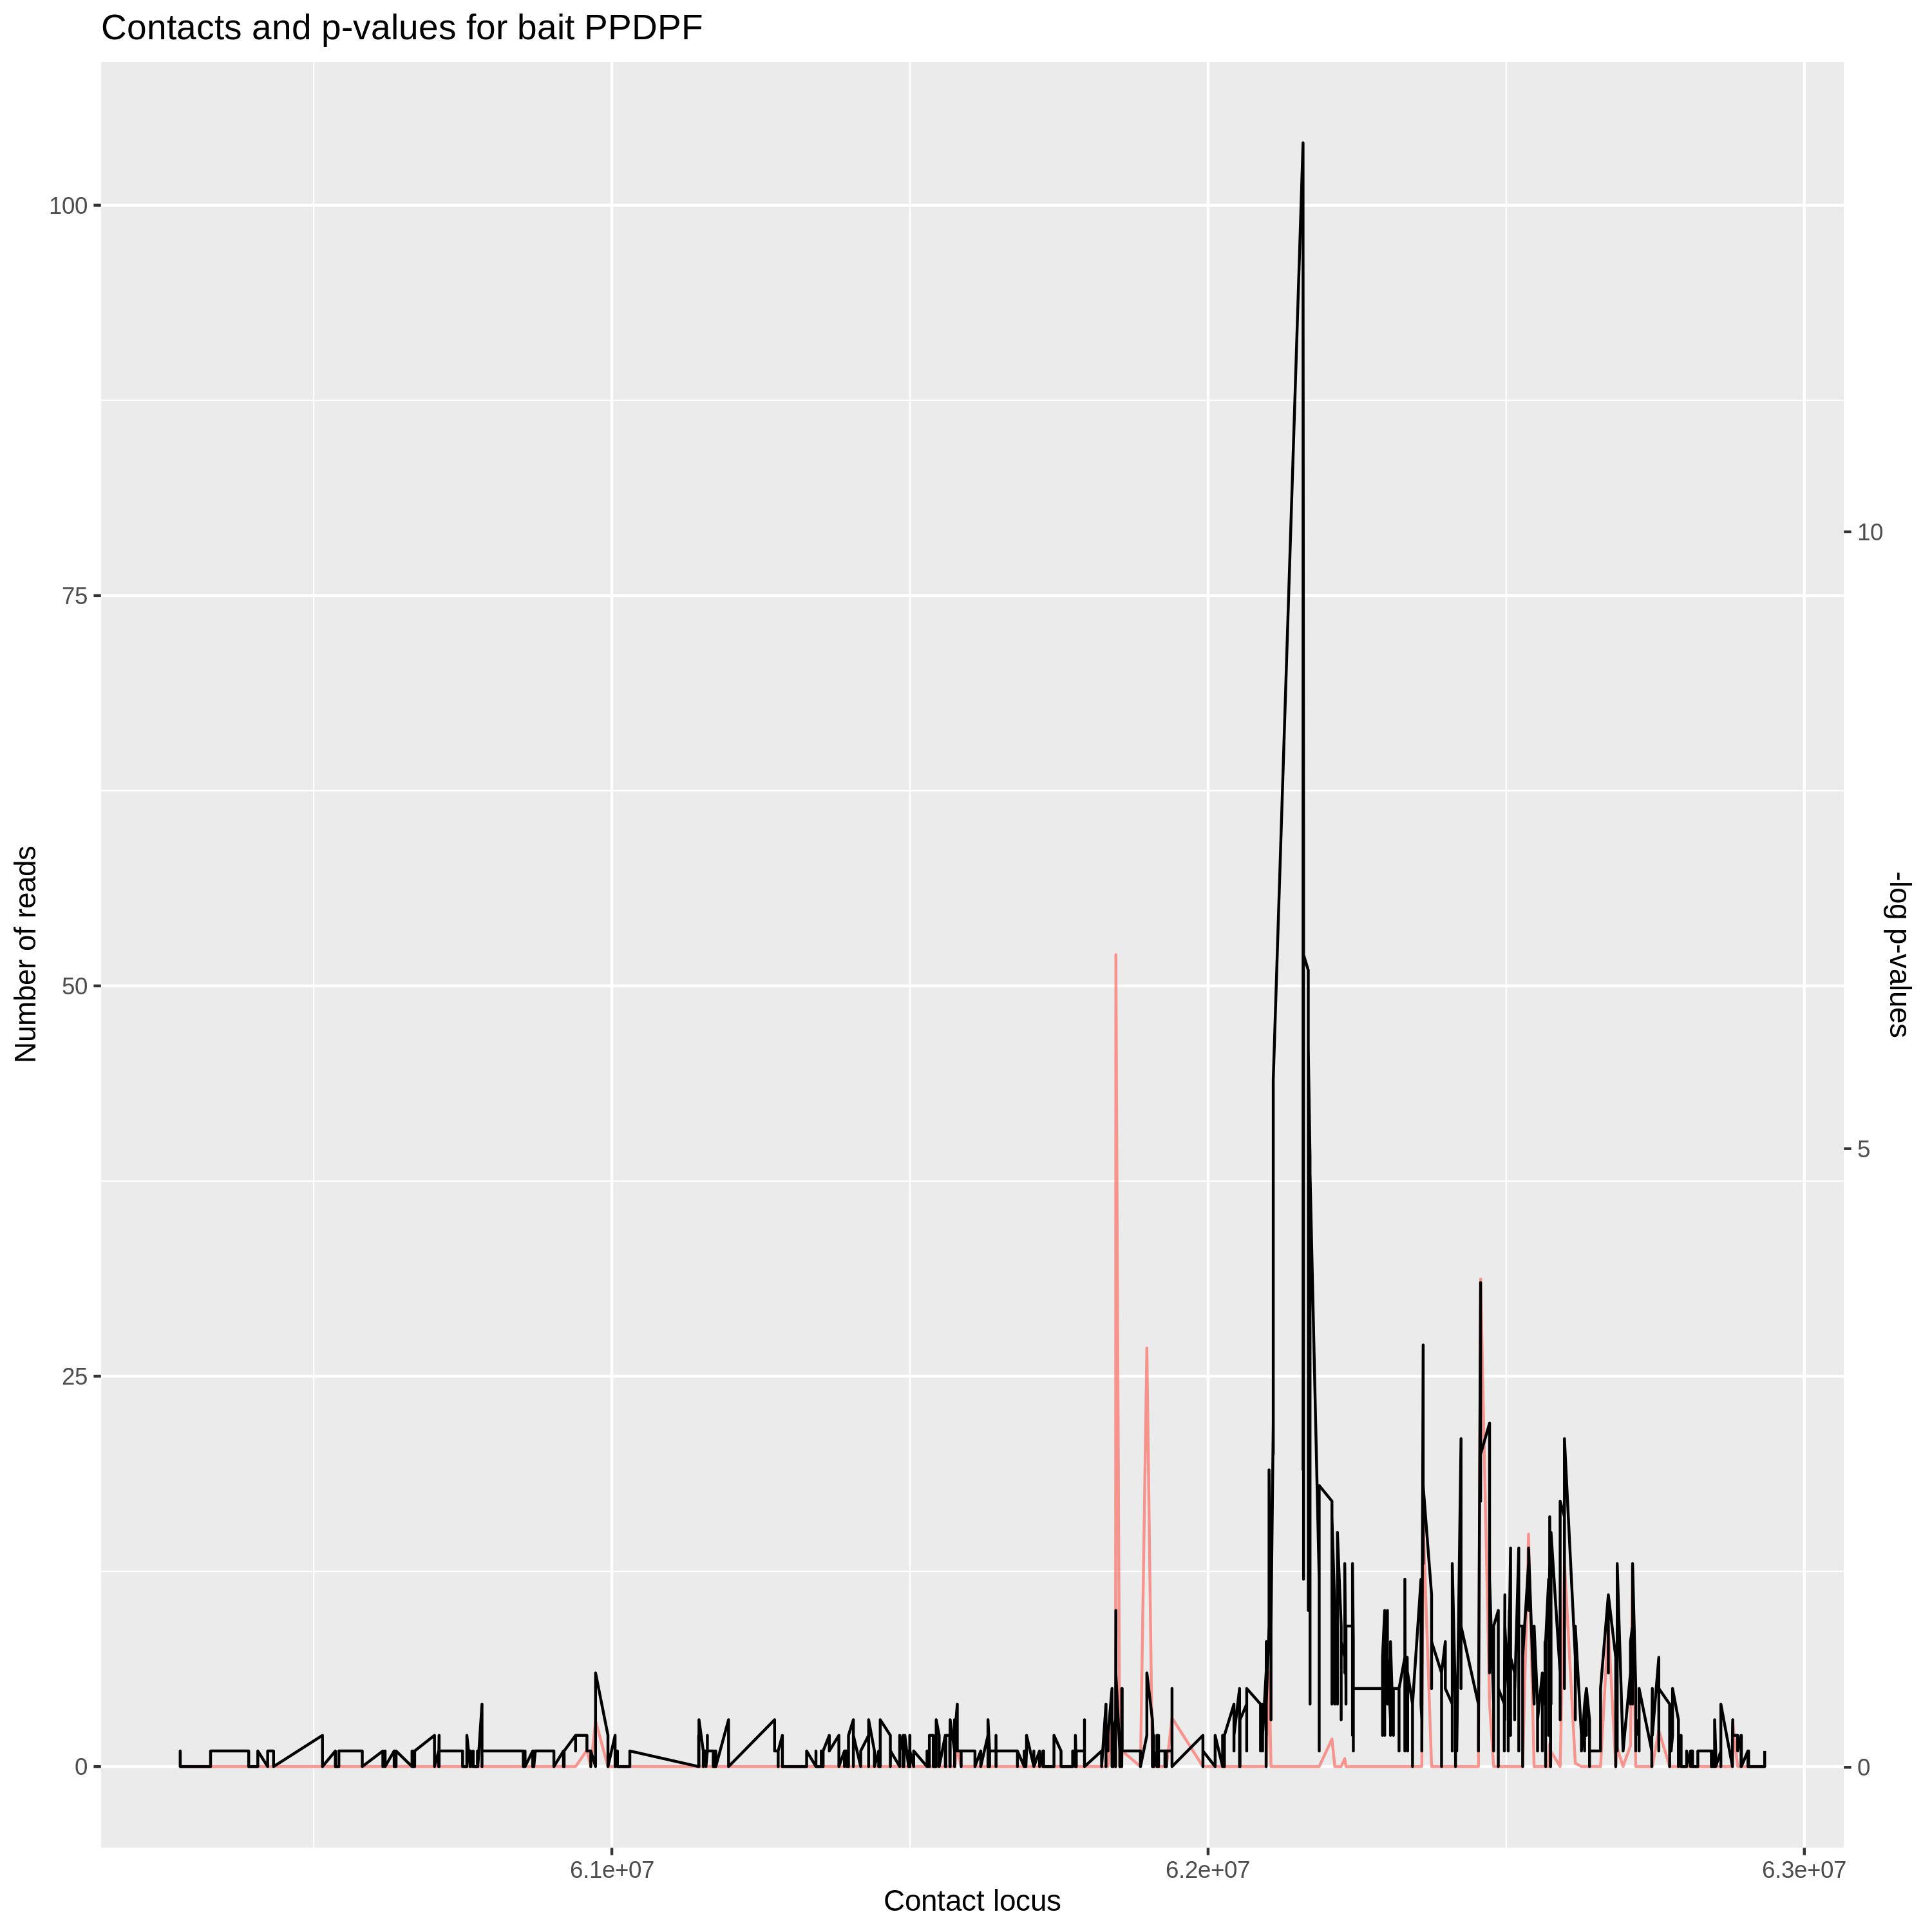 Contacts and p-values for bait PPDPF
100
75
50
25
0
10
5
0
Number of reads
-log p-values
6.1e+07
6.2e+07
6.3e+07
Contact locus